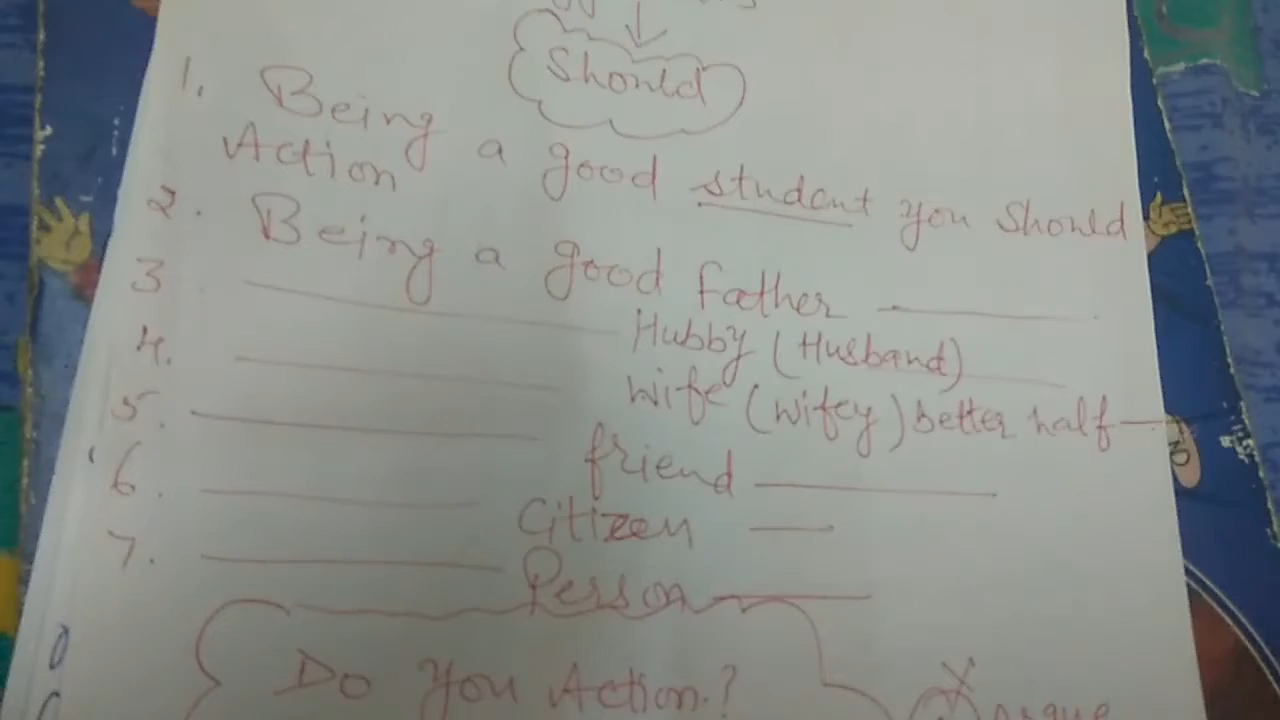 Should
1. Being a good student you should
Action
2. Being a good father
3 Hubby (Husband)
4. Wife (wifey) better half
5. friend
6. Citizen
7. Person
Do You Action.?